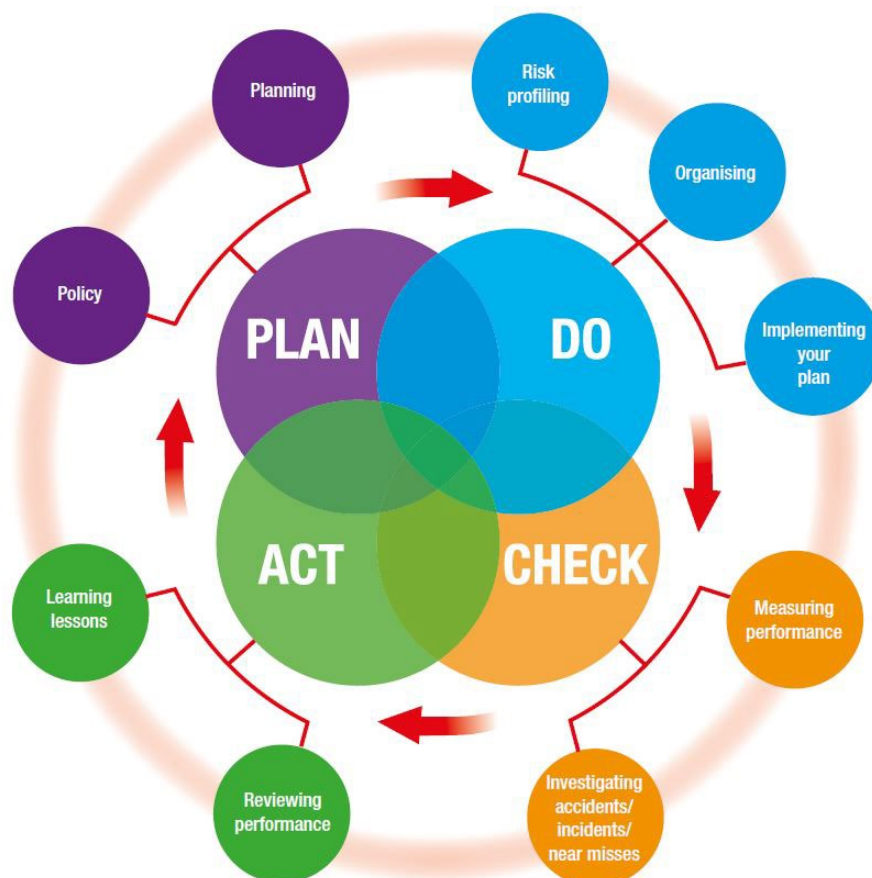 Planning
Risk
profiling
Organising
Policy
Implementing
your
plan
PLAN
DO
ACT
CHECK
Learning
lessons
Measuring
performance
Reviewing
performance
Investigating
accidents/
incidents/
near misses